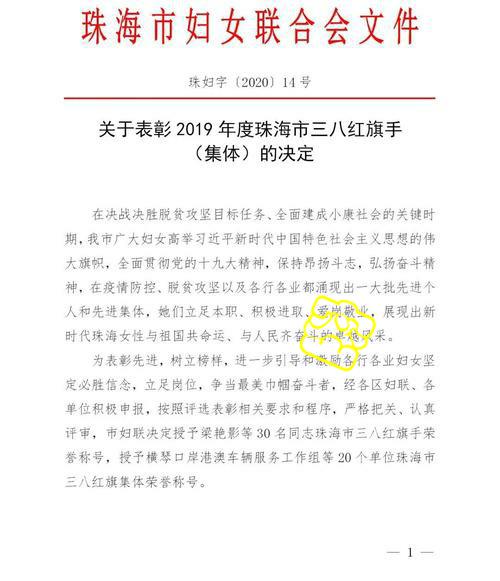 珠海市妇女联合会文件
珠妇字〔2020〕14号
关于表彰 2019 年度珠海市三八红旗手
（集体）的决定
在决战决胜脱贫攻坚目标任务、全面建成小康社会的关键时
期，我市广大妇女高举习近平新时代中国特色社会主义思想的伟
大旗帜，全面贯彻党的十九大精神，保持昂扬斗志，弘扬奋斗精
神，在疫情防控、脱贫攻坚以及各行各业都涌现出一大批先进个
人和先进集体，她们立足本职、积极进取、爱岗敬业，展现出新
时代珠海女性与祖国共命运、与人民齐奋斗的卓越风采。
为表彰先进，树立榜样，进一步引导和激励各行各业妇女坚
定必胜信念，立足岗位，争当最美巾帼奋斗者，经各区妇联、各
单位积极申报，按照评选表彰相关要求和程序，严格把关、认真
评审，市妇联决定授予梁艳影等 30 名同志珠海市三八红旗手荣
誉称号，授予横琴口岸港澳车辆服务工作组等 20 个单位珠海市
三八红旗集体荣誉称号。
— 1 —